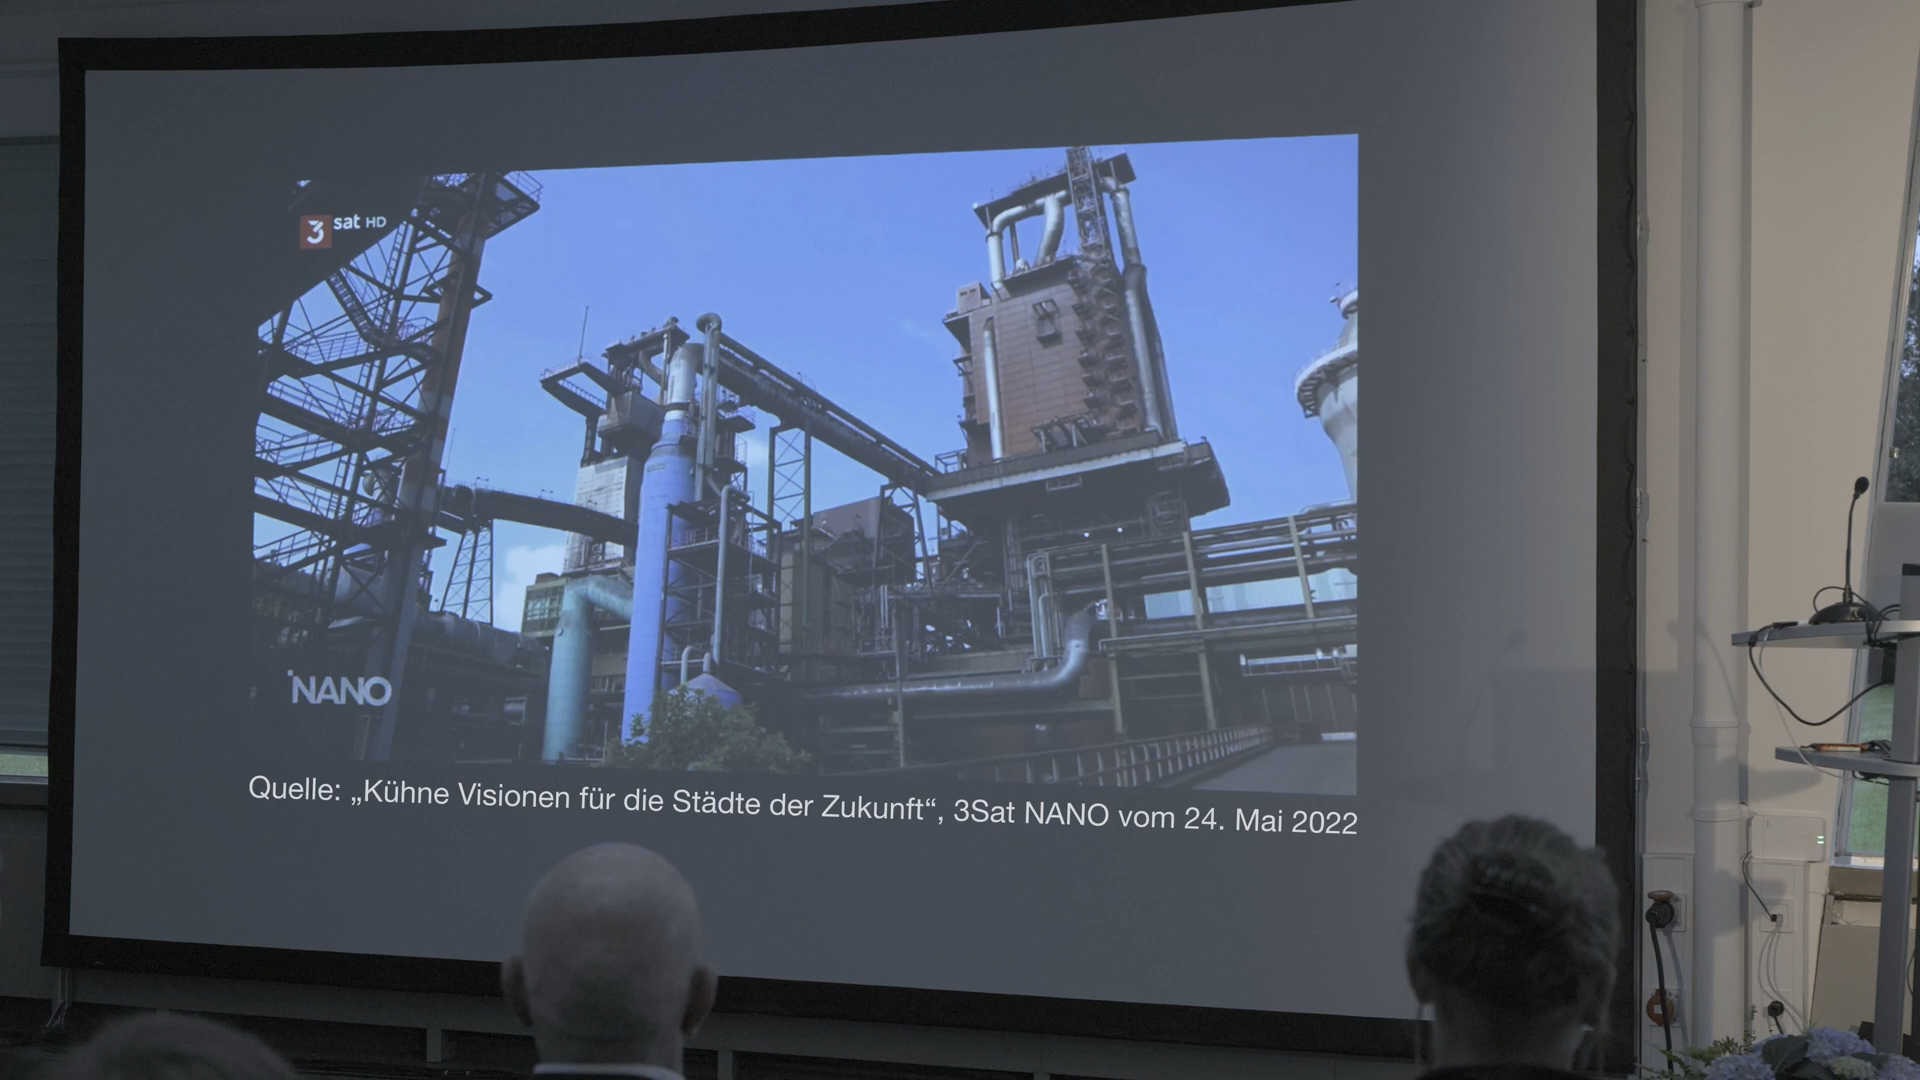 3sat HD
NANO
Quelle: „Kühne Visionen für die Städte der Zukunft“, 3Sat NANO vom 24. Mai 2022